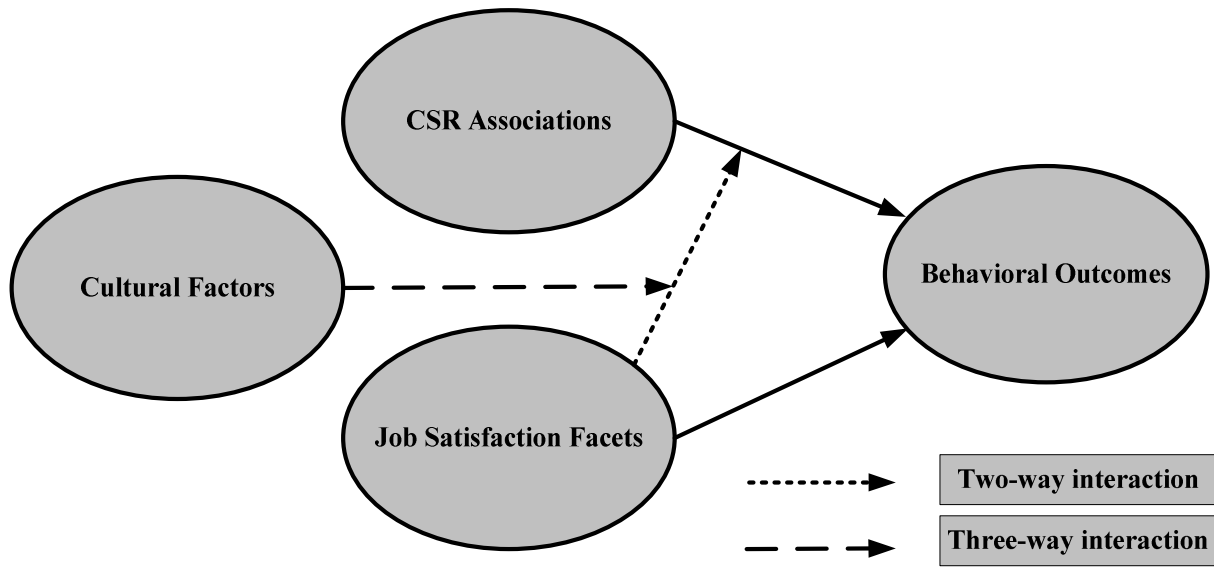 CSR Associations
Cultural Factors
Behavioral Outcomes
Job Satisfaction Facets
Two-way interaction
Three-way interaction